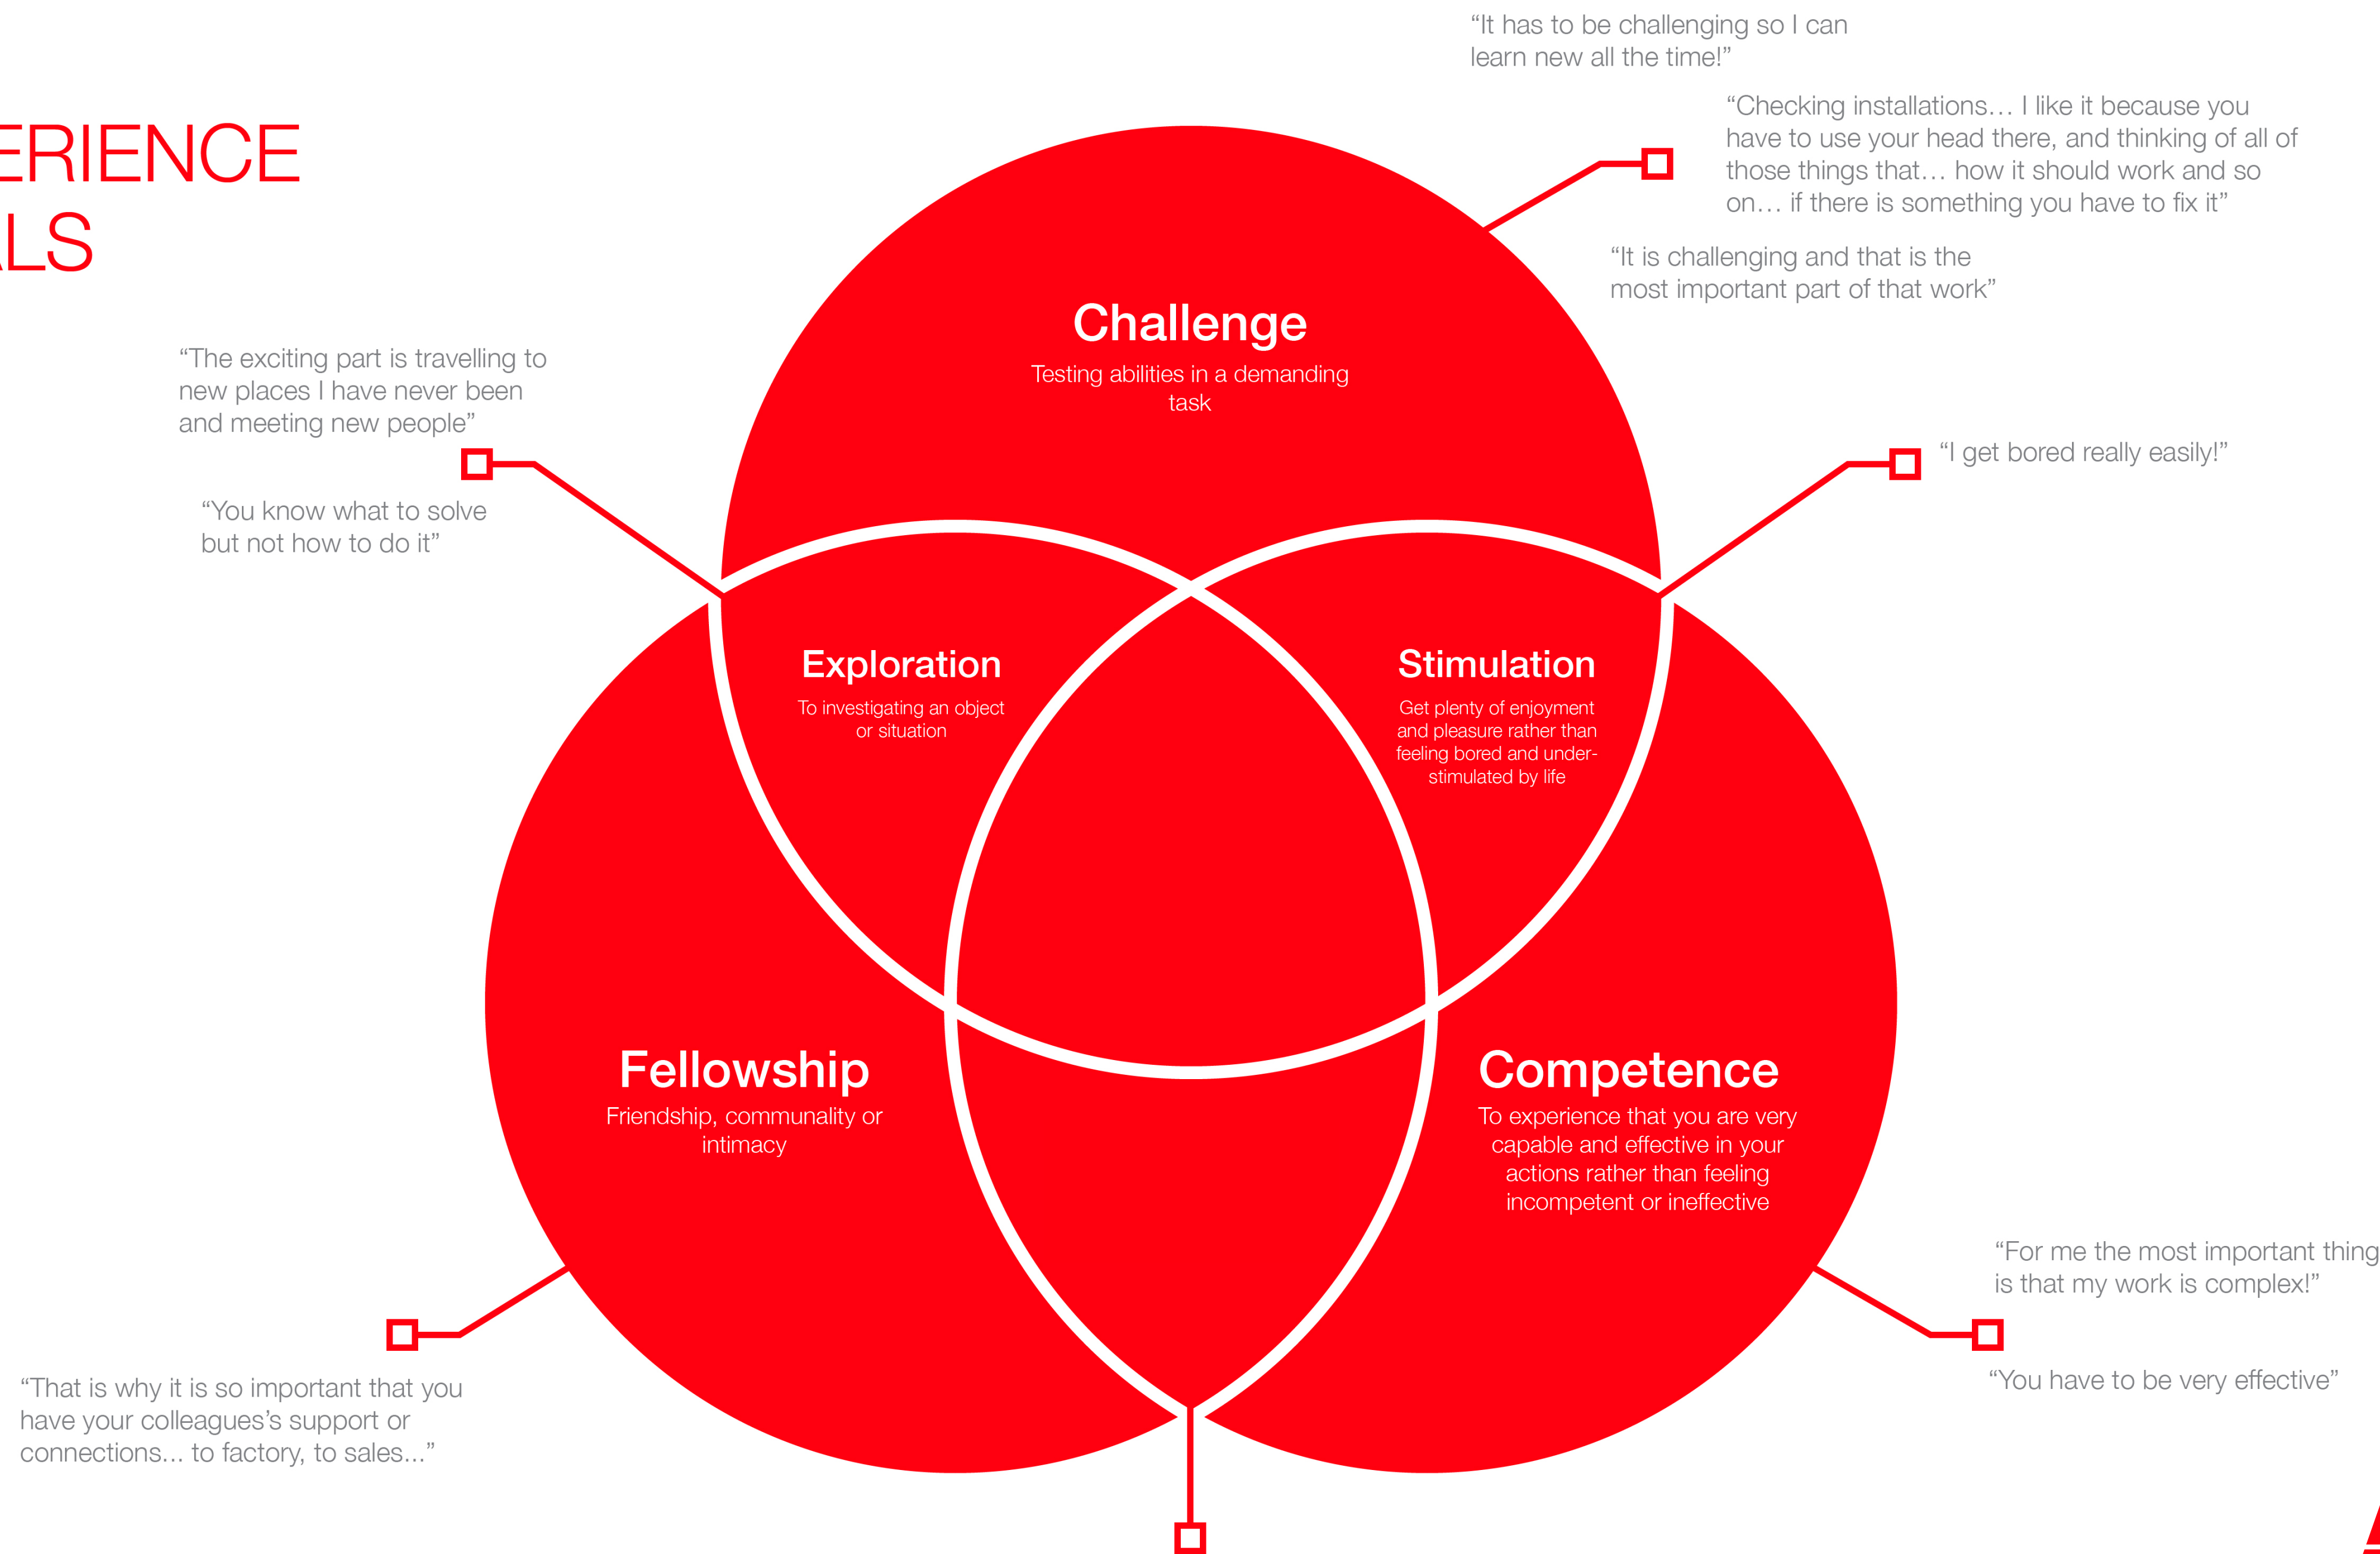 ERIENCE
LS
“It has to be challenging so I can
learn new all the time!”
“Checking installations… I like it because you
have to use your head there, and thinking of all of
those things that… how it should work and so
on… if there is something you have to fix it”
“It is challenging and that is the
most important part of that work”
“The exciting part is travelling to
new places I have never been
and meeting new people”
“You know what to solve
but not how to do it”
“I get bored really easily!”
Challenge
Testing abilities in a demanding
task
Exploration
To investigating an object
or situation
Stimulation
Get plenty of enjoyment
and pleasure rather than
feeling bored and under-
stimulated by life
Fellowship
Friendship, communality or
intimacy
Competence
To experience that you are very
capable and effective in your
actions rather than feeling
incompetent or ineffective
“For me the most important thing
is that my work is complex!”
“You have to be very effective”
“That is why it is so important that you
have your colleagues’s support or
connections... to factory, to sales...”